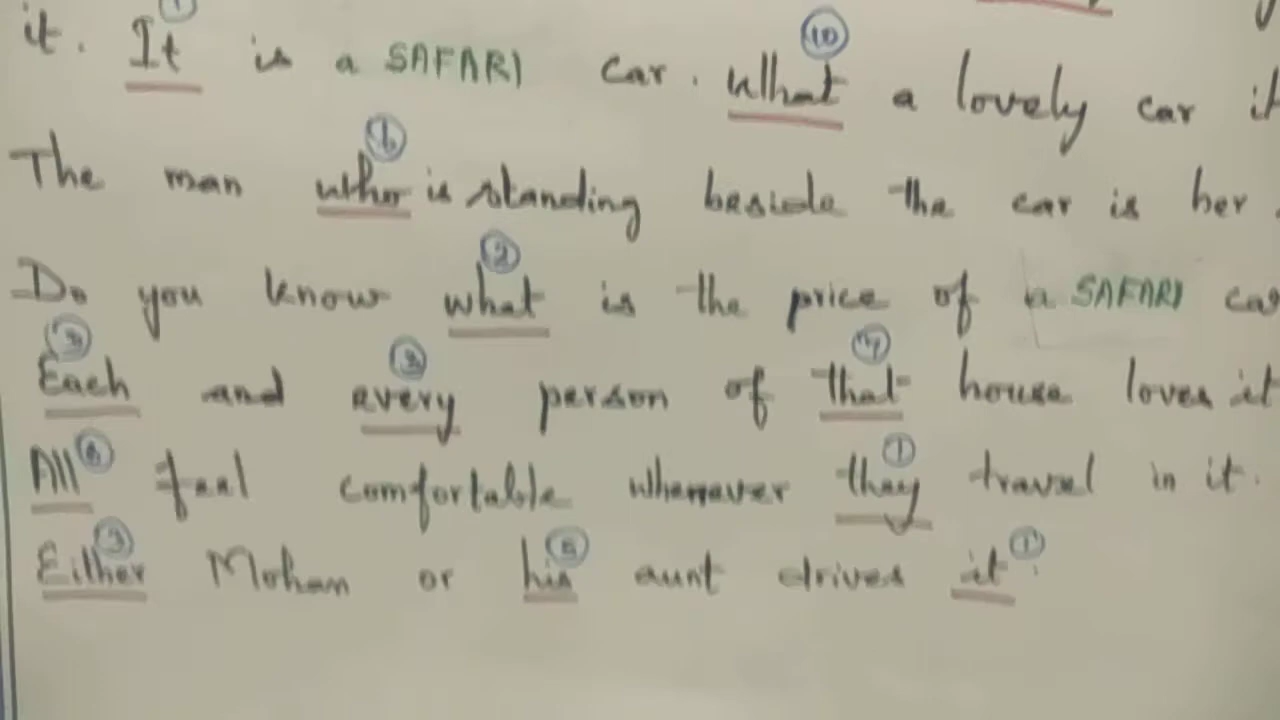 it. It is a SAFARI car. What a lovely car it
The man who is standing beside the car is her
Do you know what is the price of a SAFARI car
Each and every person of that house loves it
All feel comfortable whenever they travel in it.
Either Mohan or his aunt drives it.